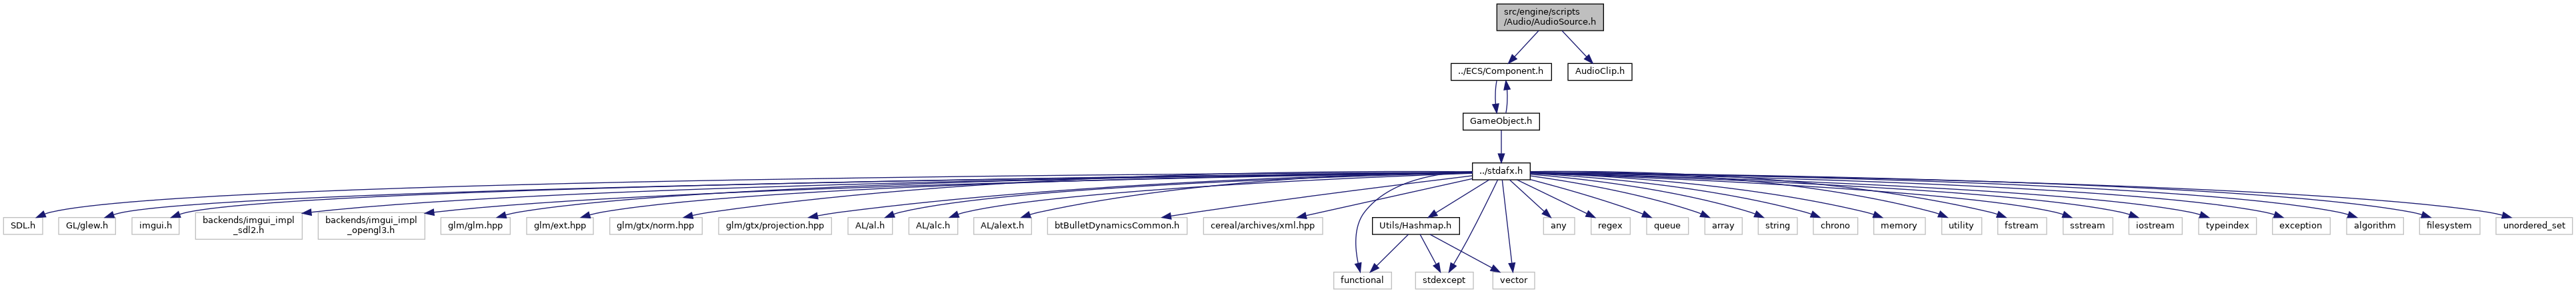 src/engine/scripts
/Audio/AudioSource.h
../ECS/Component.h
AudioClip.h
GameObject.h
../stdafx.h
SDL.h
GL/glew.h
imgui.h
backends/imgui_impl
_sdl2.h
backends/imgui_impl
_opengl3.h
glm/glm.hpp
glm/ext.hpp
glm/gtx/norm.hpp
glm/gtx/projection.hpp
AL/al.h
AL/alc.h
AL/alext.h
btBulletDynamicsCommon.h
cereal/archives/xml.hpp
Utils/Hashmap.h
any
regex
queue
array
string
chrono
memory
utility
fstream
sstream
iostream
typeindex
exception
algorithm
filesystem
unordered_set
functional
stdexcept
vector